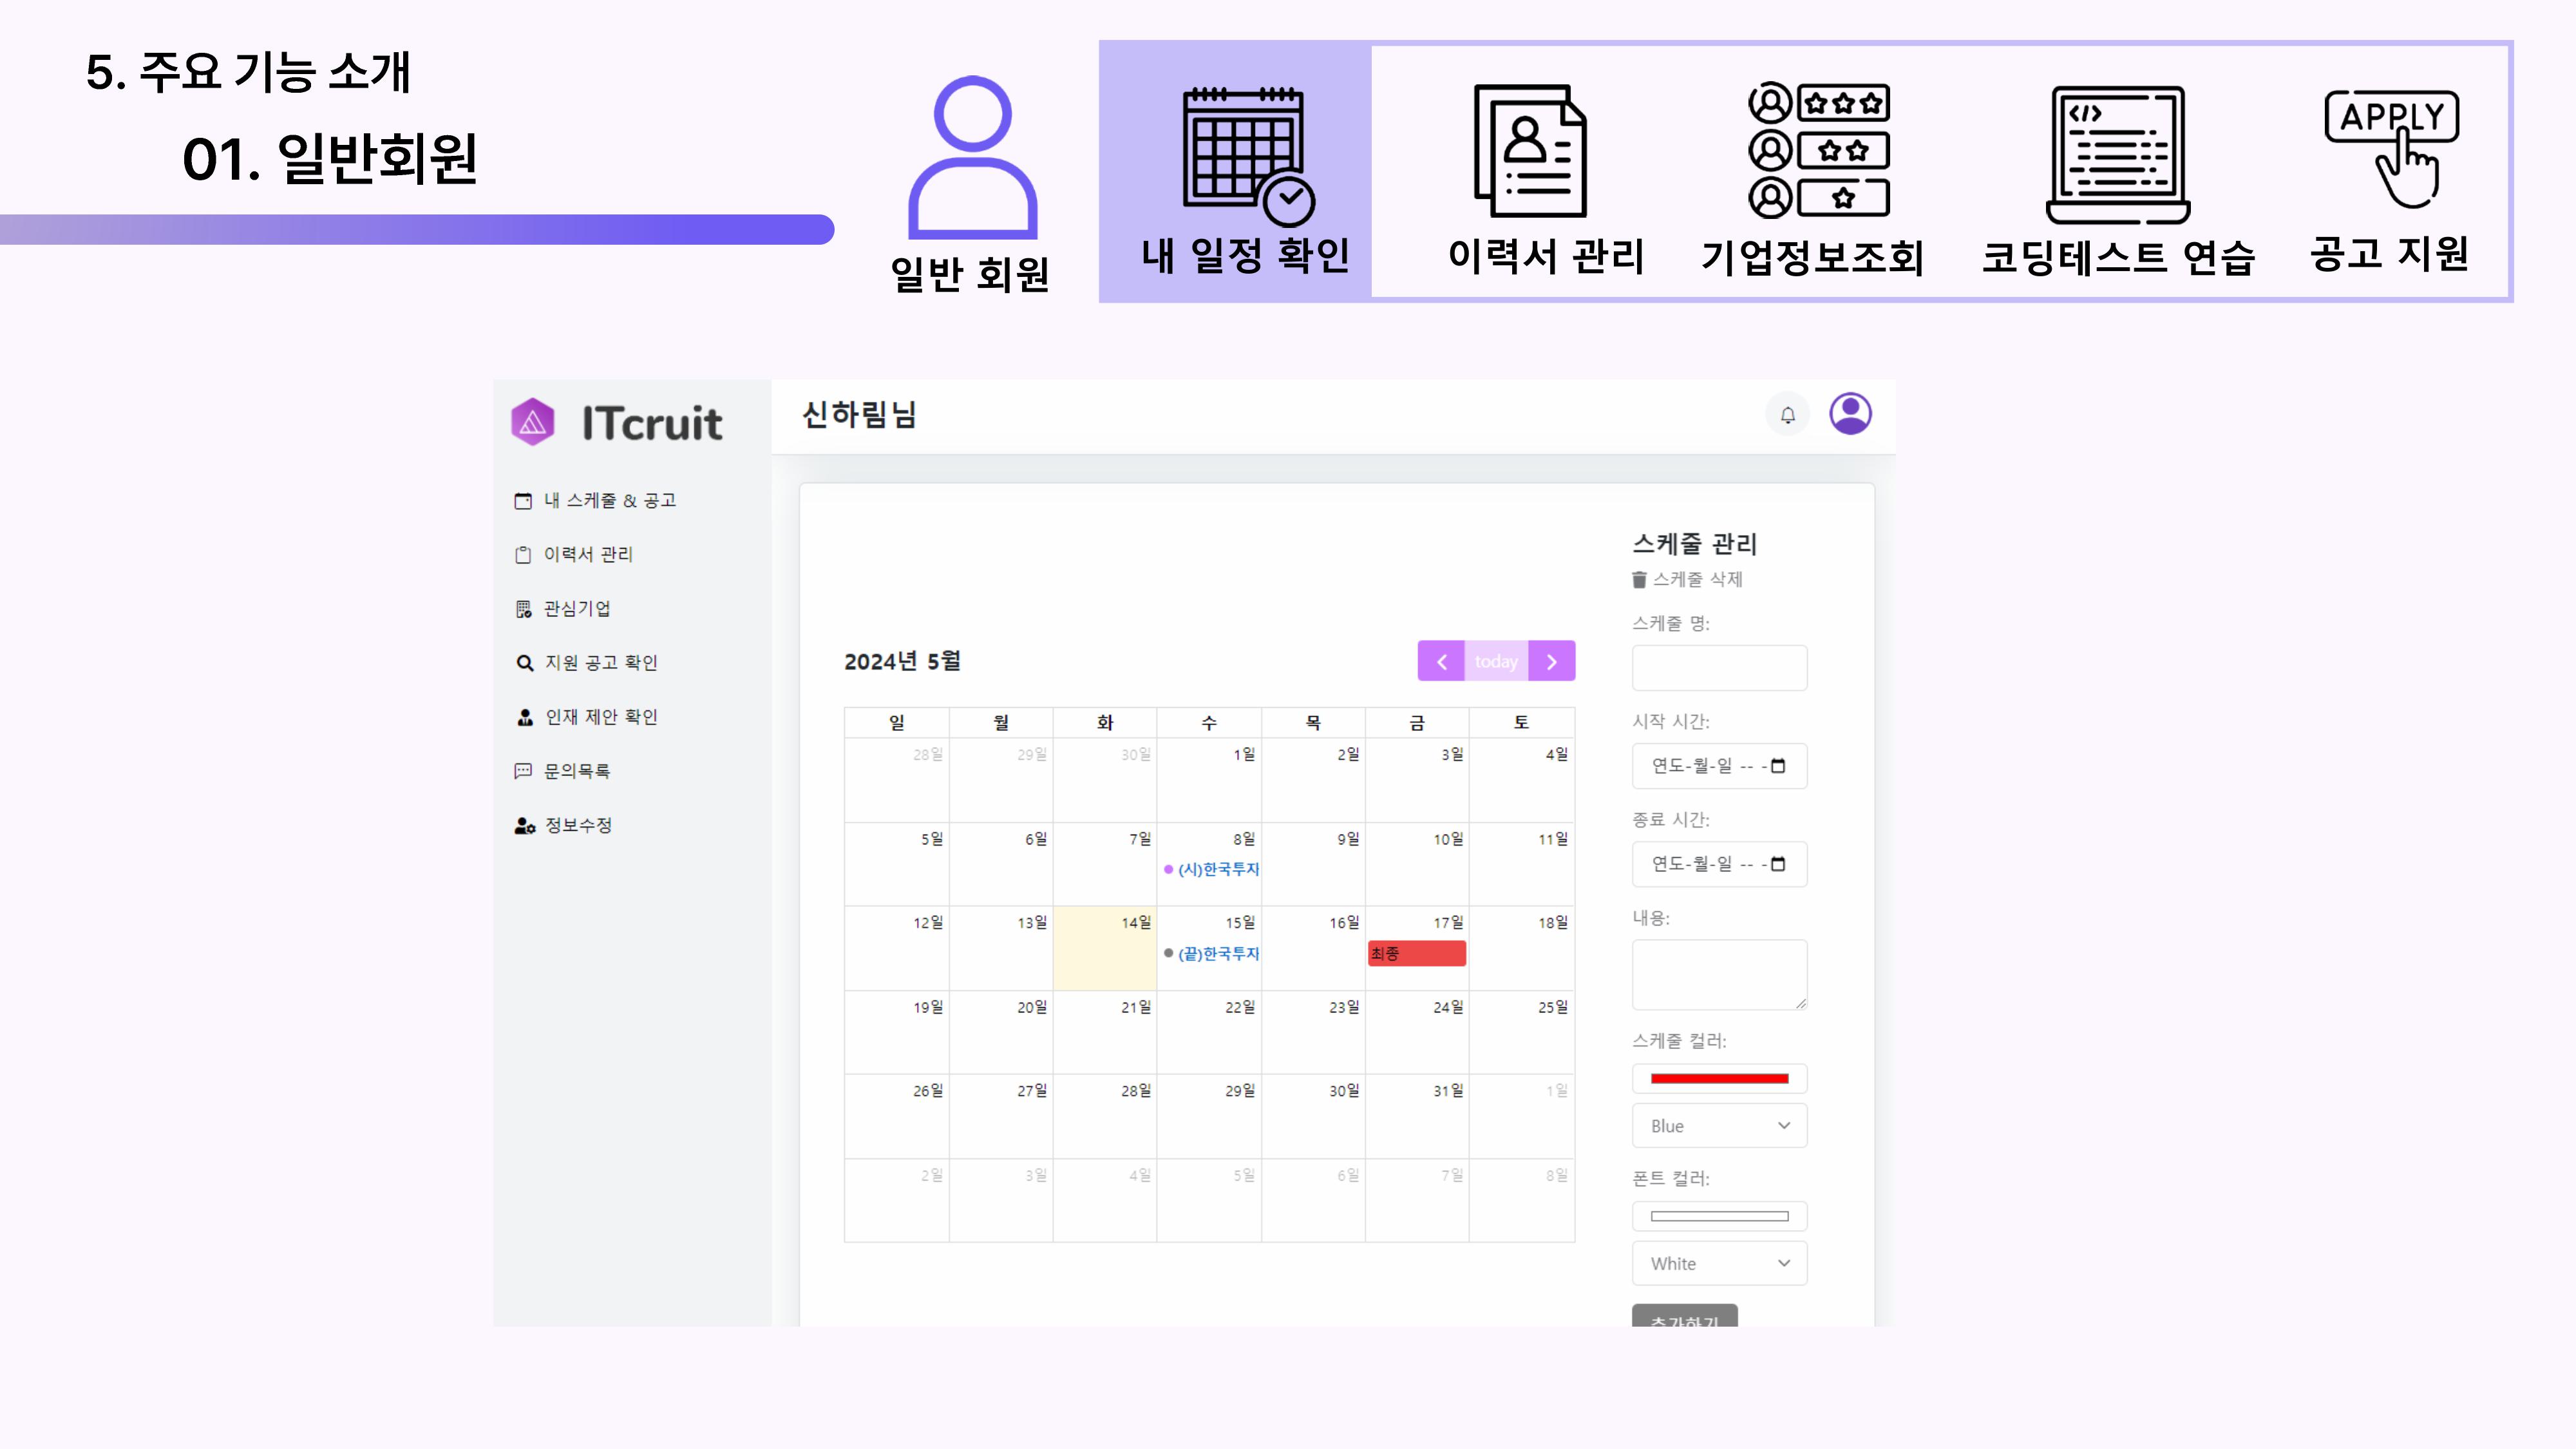 5. 주요 기능 소개
01. 일반회원
일반 회원
내 일정 확인
이력서 관리
기업정보조회
</>
코딩테스트 연습
APPLY
공고 지원
ITcruit
신하림님
내 스케줄 & 공고
이력서 관리
관심기업
지원 공고 확인
인재 제안 확인
문의목록
정보수정
2024년 5월
today
일 월 화 수 목 금 토
28일 29일 30일 1일 2일 3일 4일
5일 6일 7일 8일 9일 10일 11일
(시)한국투자
12일 13일 14일 15일 16일 17일 18일
(끝)한국투자 최종
19일 20일 21일 22일 23일 24일 25일
26일 27일 28일 29일 30일 31일 1일
2일 3일 4일 5일 6일 7일 8일
스케줄 관리
스케줄 삭제
스케줄 명:
시작 시간:
연도-월-일 -- -
종료 시간:
연도-월-일 -- -
내용:
스케줄 컬러:
Blue
폰트 컬러:
White
추가하기